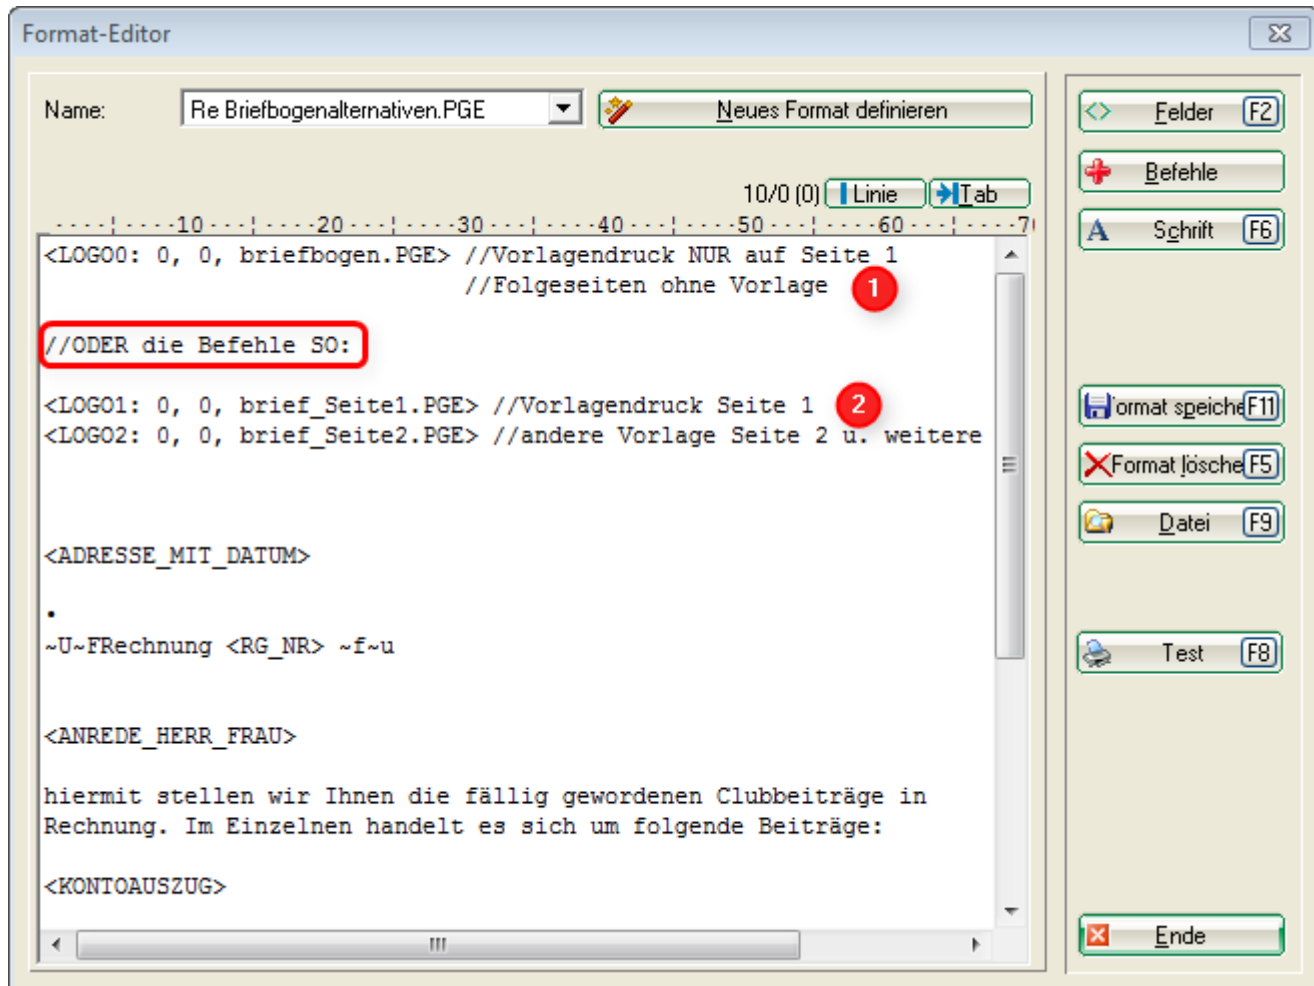 Format-Editor
Name:
Re Briefbogenalternativen.PGE
Neues Format definieren
10/0 (0)
Linie
Tab
....¦....10...¦....20...¦....30...¦....40...¦....50...¦....60...¦....70
<LOGO0: 0, 0, briefbogen.PGE> //Vorlagendruck NUR auf Seite 1
//Folgeseiten ohne Vorlage
1
//ODER die Befehle SO:
<LOGO1: 0, 0, brief_Seite1.PGE> //Vorlagendruck Seite 1
2
<LOGO2: 0, 0, brief_Seite2.PGE> //andere Vorlage Seite 2 u. weitere
<ADRESSE_MIT_DATUM>
.
~U~FRechnung <RG_NR> ~f~u
<ANREDE_HERR_FRAU>
hiermit stellen wir Ihnen die fällig gewordenen Clubbeiträge in
Rechnung. Im Einzelnen handelt es sich um folgende Beiträge:
<KONTOAUSZUG>
Felder F2
Befehle
Schrift F6
ormat speiche F11
Format lösche F5
Datei F9
Test F8
Ende